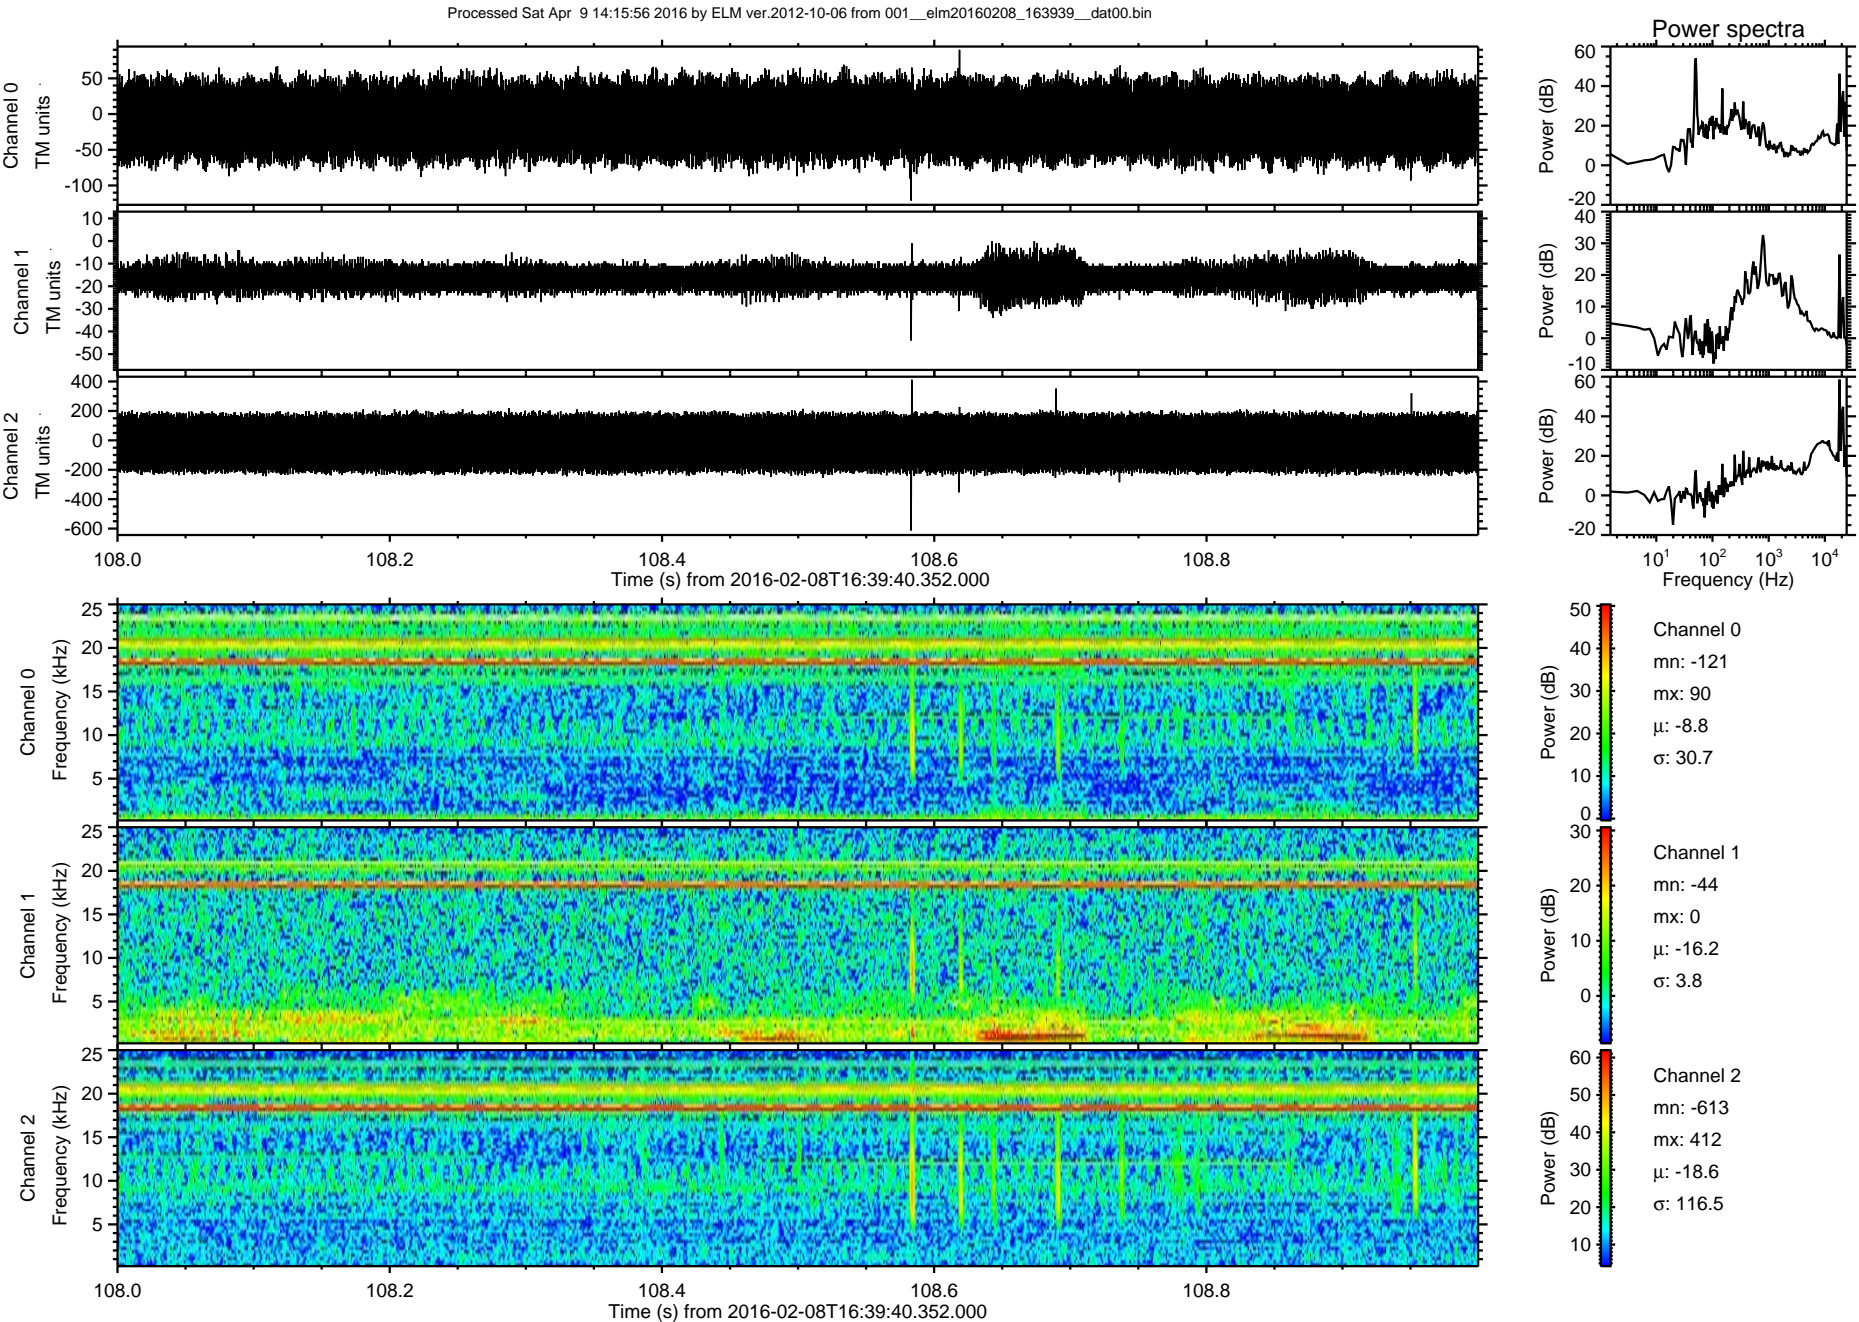 Processed Sat Apr  9 14:15:56 2016 by ELM ver.2012-10-06 from 001__elm20160208_163939__dat00.bin
Power spectra
Channel 0
TM units
50
0
-50
-100
Power (dB)
60
40
20
0
-20
Channel 1
TM units
10
0
-10
-20
-30
-40
-50
Power (dB)
40
30
20
10
0
-10
Channel 2
TM units
400
200
0
-200
-400
-600
Power (dB)
60
40
20
0
-20
108.0 108.2 108.4 108.6 108.8
Time (s) from 2016-02-08T16:39:40.352.000
10¹ 10² 10³ 10⁴
Frequency (Hz)
Channel 0
Frequency (kHz)
25
20
15
10
5
Power (dB)
50
40
30
20
10
0
Channel 0
mn: -121
mx: 90
μ: -8.8
σ: 30.7
Channel 1
Frequency (kHz)
25
20
15
10
5
Power (dB)
30
20
10
0
Channel 1
mn: -44
mx: 0
μ: -16.2
σ: 3.8
Channel 2
Frequency (kHz)
25
20
15
10
5
Power (dB)
60
50
40
30
20
10
Channel 2
mn: -613
mx: 412
μ: -18.6
σ: 116.5
108.0 108.2 108.4 108.6 108.8
Time (s) from 2016-02-08T16:39:40.352.000